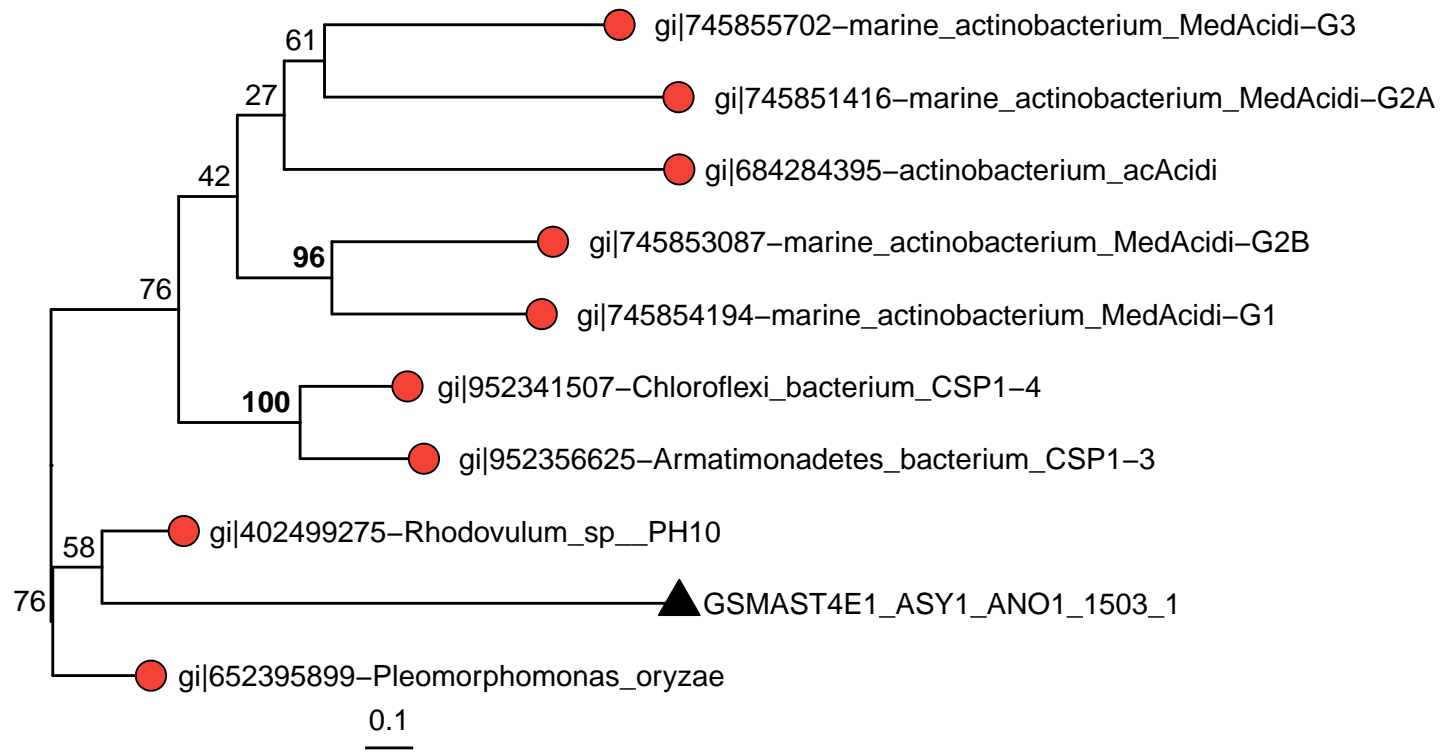 61
gi|745855702−marine_actinobacterium_MedAcidi−G3
27
gi|745851416−marine_actinobacterium_MedAcidi−G2A
42
gi|684284395−actinobacterium_acAcidi
96
gi|745853087−marine_actinobacterium_MedAcidi−G2B
76
gi|745854194−marine_actinobacterium_MedAcidi−G1
100
gi|952341507−Chloroflexi_bacterium_CSP1−4
gi|952356625−Armatimonadetes_bacterium_CSP1−3
58
gi|402499275−Rhodovulum_sp__PH10
76
GSMAST4E1_ASY1_ANO1_1503_1
gi|652395899−Pleomorphomonas_oryzae
0.1